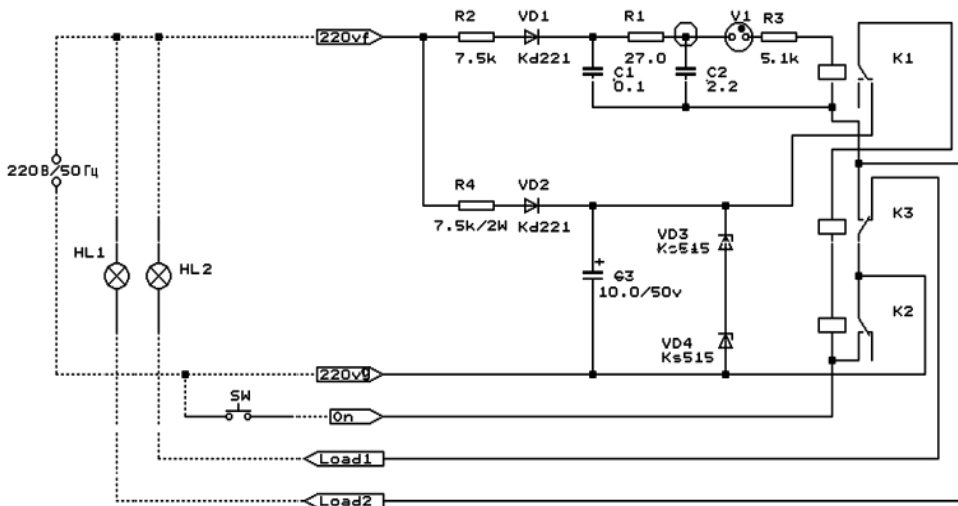 R2 VD1 R1 V1 R3
220vf
7.5k Kd221 27.0 5.1k
C1 C2 K1
0.1 2.2
220В/50Гц
R4 VD2
7.5k/2W Kd221
K3
VD3
Ks515
HL1 HL2
C3
10.0/50v
K2
VD4
Ks515
220vg
SW
On
Load1
Load2